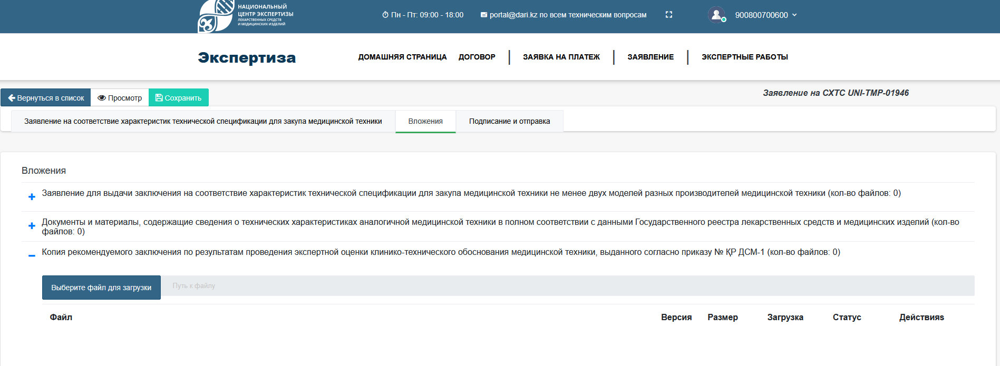 НАЦИОНАЛЬНЫЙ
ЦЕНТР ЭКСПЕРТИЗЫ
ЛЕКАРСТВЕННЫХ СРЕДСТВ
И МЕДИЦИНСКИХ ИЗДЕЛИЙ
Пн - Пт: 09:00 - 18:00
portal@dari.kz по всем техническим вопросам
900800700600
Экспертиза
ДОМАШНЯЯ СТРАНИЦА
ДОГОВОР
ЗАЯВКА НА ПЛАТЕЖ
ЗАЯВЛЕНИЕ
ЭКСПЕРТНЫЕ РАБОТЫ
Вернуться в список
Просмотр
Сохранить
Заявление на СХТС UNI-TMP-01946
Заявление на соответствие характеристик технической спецификации для закупа медицинской техники
Вложения
Подписание и отправка
Вложения
Заявление для выдачи заключения на соответствие характеристик технической спецификации для закупа медицинской техники не менее двух моделей разных производителей медицинской техники (кол-во файлов: 0)
Документы и материалы, содержащие сведения о технических характеристиках аналогичной медицинской техники в полном соответствии с данными Государственного реестра лекарственных средств и медицинских изделий (кол-во
файлов: 0)
Копия рекомендуемого заключения по результатам проведения экспертной оценки клинико-технического обоснования медицинской техники, выданного согласно приказу № ҚР ДСМ-1 (кол-во файлов: 0)
Выберите файл для загрузки
Путь к файлу
Файл
Версия
Размер
Загрузка
Статус
Действияs